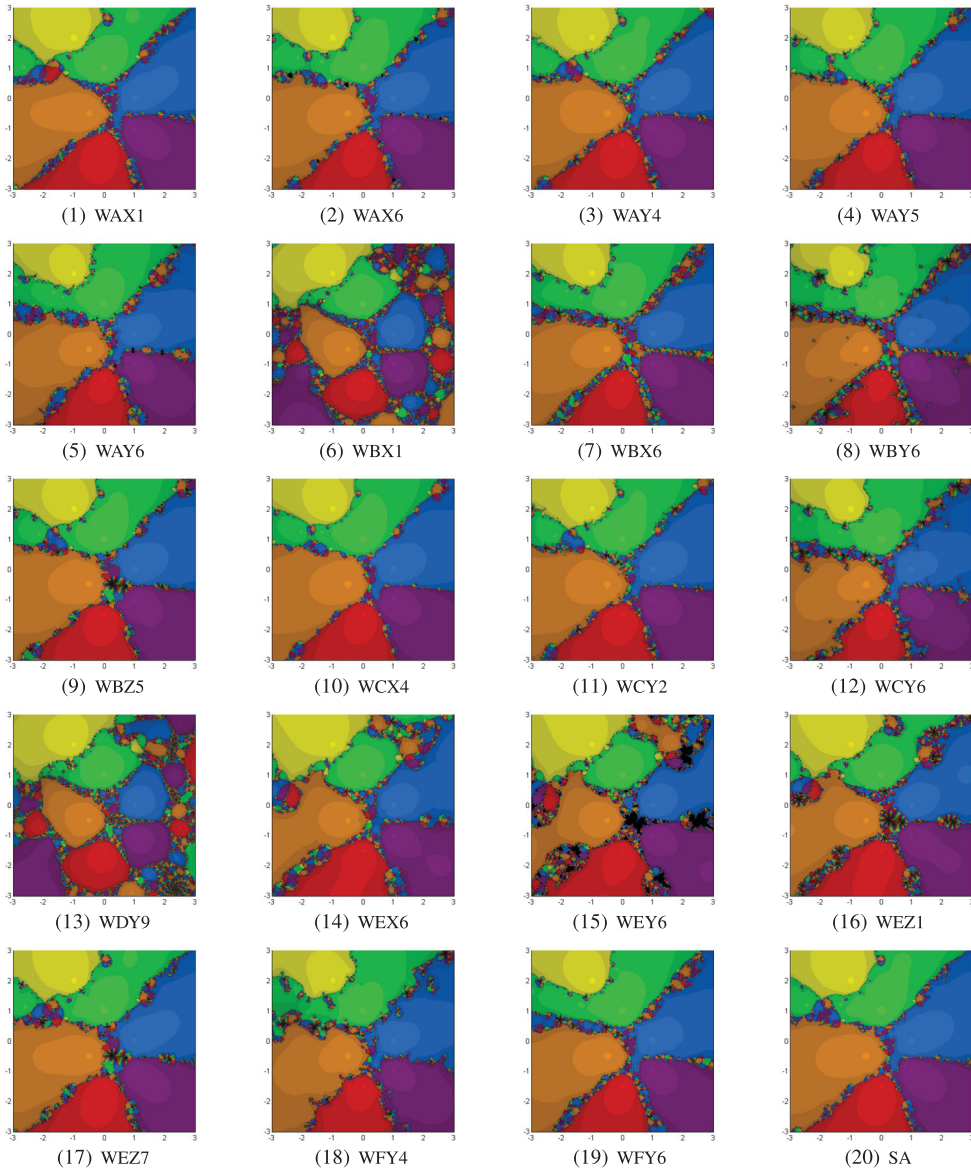 (1) WAX1
(2) WAX6
(3) WAY4
(4) WAY5
(5) WAY6
(6) WBX1
(7) WBX6
(8) WBY6
(9) WBZ5
(10) WCX4
(11) WCY2
(12) WCY6
(13) WDY9
(14) WEX6
(15) WEY6
(16) WEZ1
(17) WEZ7
(18) WFY4
(19) WFY6
(20) SA